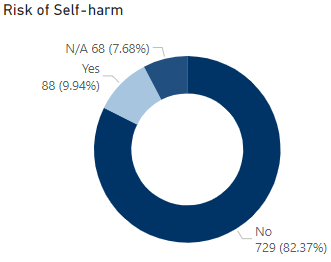 Risk of Self-harm
N/A 68 (7.68%)
Yes
88 (9.94%)
No
729 (82.37%)